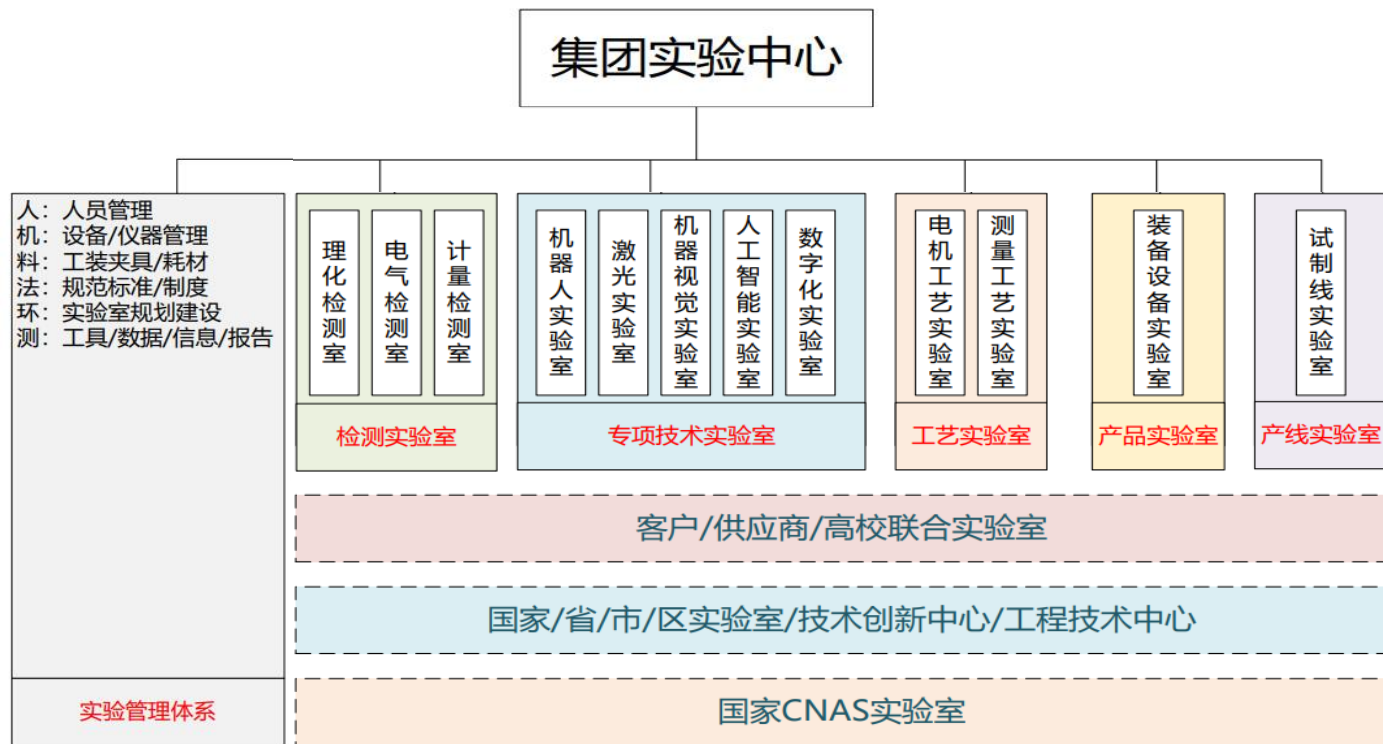 集团实验中心
人：人员管理
机：设备/仪器管理
料：工装夹具/耗材
法：规范标准/制度
环：实验室规划建设
测：工具/数据/信息/报告
实验管理体系
理化检测室
电气检测室
计量检测室
检测实验室
机器人实验室
激光实验室
机器视觉实验室
人工智能实验室
数字化实验室
专项技术实验室
电机工艺实验室
测量工艺实验室
工艺实验室
装备设备实验室
产品实验室
试制线实验室
产线实验室
客户/供应商/高校联合实验室
国家/省/市/区实验室/技术创新中心/工程技术中心
国家CNAS实验室